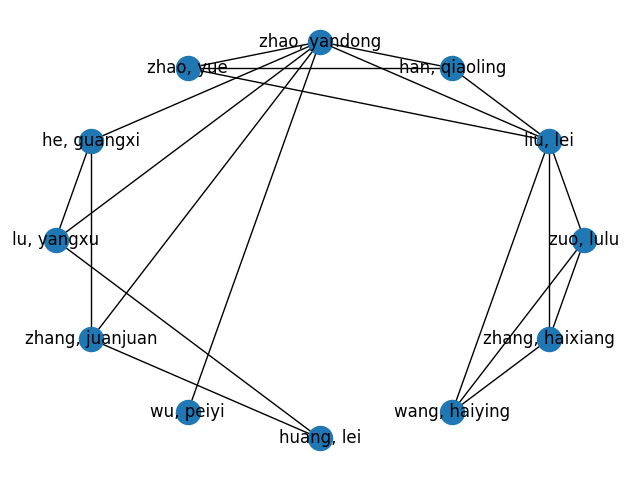 zhao, yandong
zhao, yue
han, qiaoling
he, guangxi
liu, lei
lu, yangxu
zuo, lulu
zhang, juanjuan
zhang, haixiang
wu, peiyi
wang, haiying
huang, lei